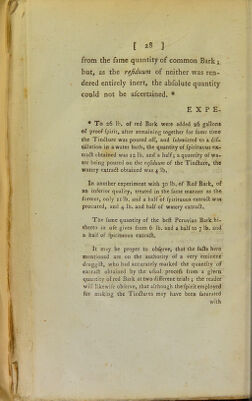 [ 28 ]
from the ſame quantity of common Bark;
but, as the reſiduum of neither was ren-
dered entirely inert, the abſolute quantity
could not be aſcertained. *
E X P E-
* To 26 lb. of red Bark were added 26 gallons
of proof ſpirit, after remaining together for ſome time
the Tincture was poured off, and ſubmitted to a diſ-
tillation in a water bath, the quantity of ſpirituous ex-
tract obtained was 12 lb. and a half; a quantity of wa-
ter being poured on the reſiduum of the Tincture, the
watery extract obtained was 4 lb.
In another experiment with 30 lb. of Red Bark, of
an inferior quality, treated in the ſame manner as the
former, only 11 lb. and a half of ſpirituous extract was
procured, and 4 lb. and half of watery extract.
The ſame quantity of the beſt Peruvian Bark hi-
therto in uſe gives from 6 lb. and a half to 7 lb. and
a half of ſpirituous extract.
It may be proper to obſerve, that the facts here
mentioned are on the authority of a very eminent
druggiſt, who had accurately marked the quantity of
extract obtained by the uſual proceſs from a given
quantity of red Bark at two different trials; the reader
will likewiſe obſerve, that although the ſpirit employed
for making the Tinctures may have been ſaturated
with